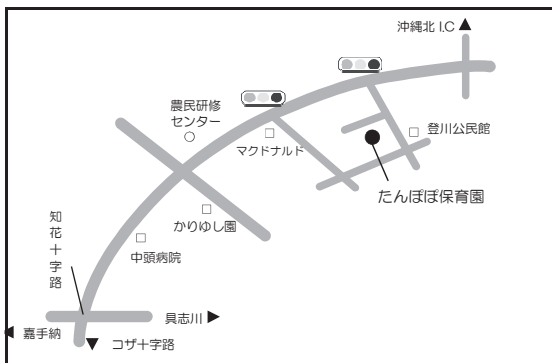 沖縄北 I.C
農民研修
センター
マクドナルド
登川公民館
たんぽぽ保育園
かりゆし園
中頭病院
知花十字路
具志川
嘉手納
コザ十字路